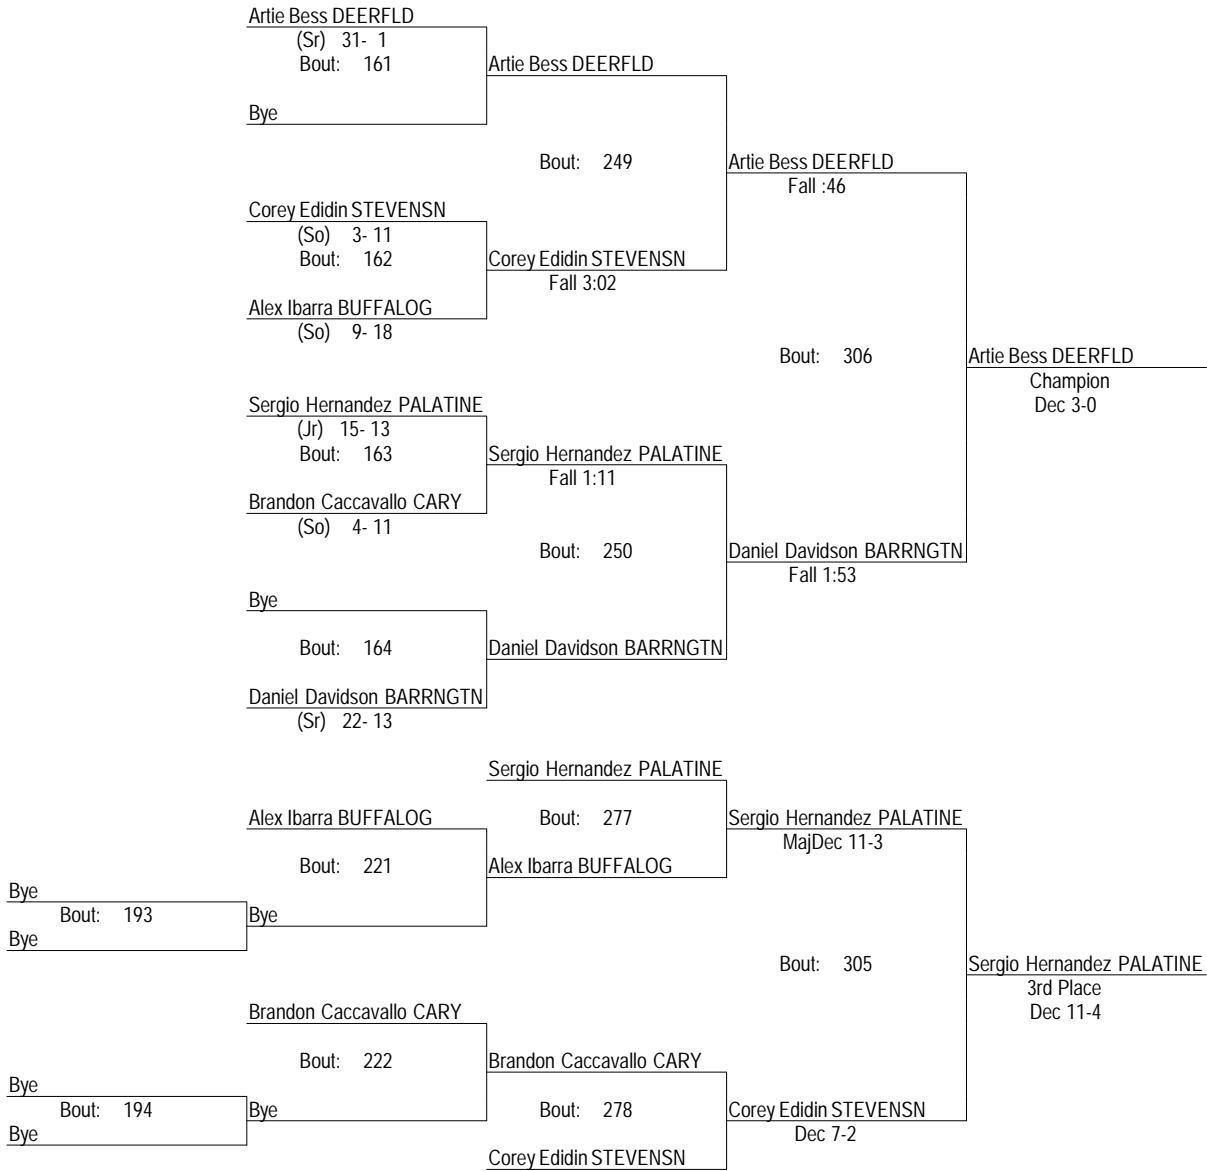 Artie Bess DEERFLD
(Sr) 31- 1
Bout: 161
Artie Bess DEERFLD
Bye
Bout: 249
Artie Bess DEERFLD
Fall :46
Corey Edidin STEVENSN
(So) 3- 11
Bout: 162
Corey Edidin STEVENSN
Fall 3:02
Alex Ibarra BUFFALOG
(So) 9- 18
Bout: 306
Artie Bess DEERFLD
Champion
Dec 3-0
Sergio Hernandez PALATINE
(Jr) 15- 13
Bout: 163
Sergio Hernandez PALATINE
Fall 1:11
Brandon Caccavallo CARY
(So) 4- 11
Bout: 250
Daniel Davidson BARRNGTN
Fall 1:53
Bye
Bout: 164
Daniel Davidson BARRNGTN
Daniel Davidson BARRNGTN
(Sr) 22- 13
Sergio Hernandez PALATINE
Alex Ibarra BUFFALOG
Bout: 277
Sergio Hernandez PALATINE
MajDec 11-3
Bout: 221
Alex Ibarra BUFFALOG
Bye
Bout: 193
Bye
Bye
Bout: 305
Sergio Hernandez PALATINE
3rd Place
Dec 11-4
Brandon Caccavallo CARY
Bout: 222
Brandon Caccavallo CARY
Bye
Bout: 194
Bye
Bye
Bout: 278
Corey Edidin STEVENSN
Dec 7-2
Corey Edidin STEVENSN